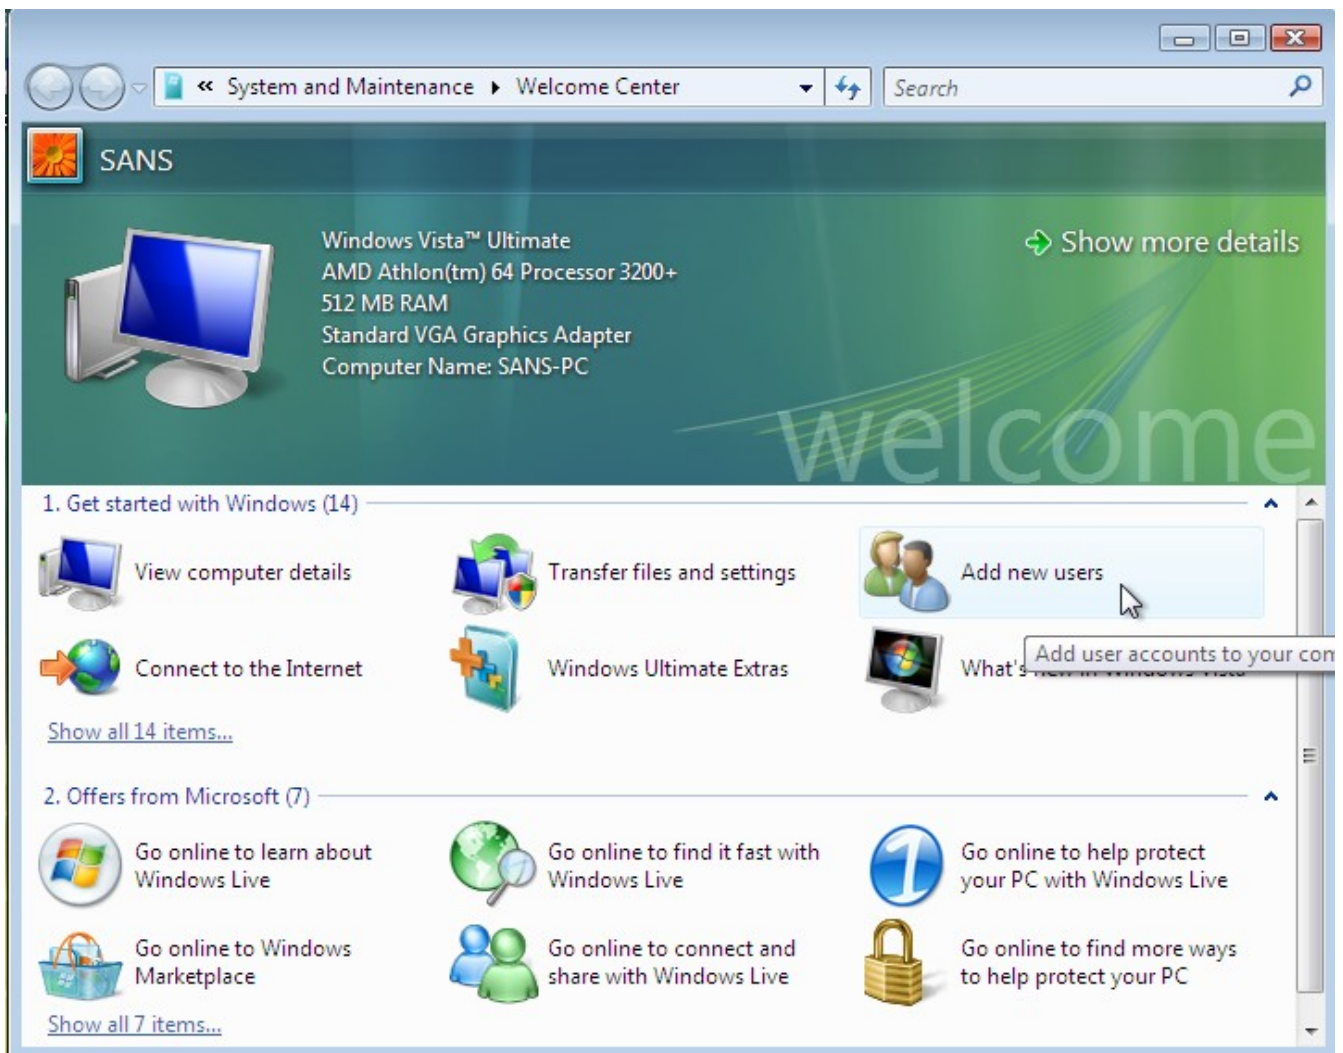 « System and Maintenance ▸ Welcome Center
Search
SANS
Windows Vista™ Ultimate
AMD Athlon(tm) 64 Processor 3200+
512 MB RAM
Standard VGA Graphics Adapter
Computer Name: SANS-PC
Show more details
welcome
1. Get started with Windows (14)
View computer details
Transfer files and settings
Add new users
Connect to the Internet
Windows Ultimate Extras
What's new in Windows Vista
Add user accounts to your com
Show all 14 items...
2. Offers from Microsoft (7)
Go online to learn about
Windows Live
Go online to find it fast with
Windows Live
Go online to help protect
your PC with Windows Live
Go online to Windows
Marketplace
Go online to connect and
share with Windows Live
Go online to find more ways
to help protect your PC
Show all 7 items...